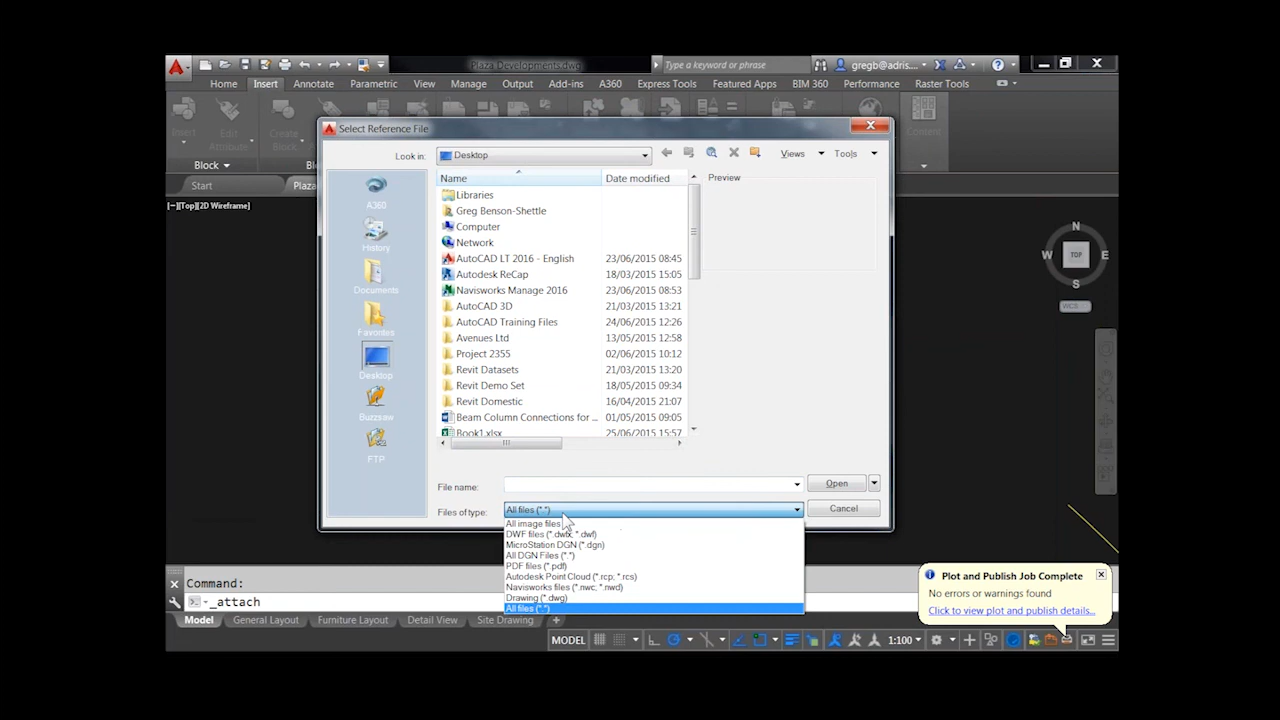 Plaza Developments.dwg
Type a keyword or phrase
gregb@adris...
Home Insert Annotate Parametric View Manage Output Add-ins A360 Express Tools Featured Apps BIM 360 Performance Raster Tools
Insert
Edit
Attribute
Create
Block
Content
Block
Start
Plaza
[−][Top][2D Wireframe]
Select Reference File
Look in:
Desktop
Views
Tools
Name
Date modified
Preview
A360
History
Documents
Favorites
Desktop
Buzzsaw
FTP
Libraries
Greg Benson-Shettle
Computer
Network
AutoCAD LT 2016 - English 23/06/2015 08:45
Autodesk ReCap 18/03/2015 15:05
Navisworks Manage 2016 23/06/2015 08:53
AutoCAD 3D 21/03/2015 13:21
AutoCAD Training Files 24/06/2015 12:26
Avenues Ltd 13/05/2015 12:58
Project 2355 02/06/2015 10:12
Revit Datasets 21/03/2015 13:20
Revit Demo Set 18/05/2015 09:34
Revit Domestic 16/04/2015 21:07
Beam Column Connections for ... 01/05/2015 09:05
Book1.xlsx 25/06/2015 15:57
File name:
Open
Files of type:
All files (*.*)
Cancel
All image files
DWF files (*.dwfx, *.dwf)
MicroStation DGN (*.dgn)
All DGN Files (*.*)
PDF files (*.pdf)
Autodesk Point Cloud (*.rcp; *.rcs)
Navisworks files (*.nwc; *.nwd)
Drawing (*.dwg)
All files (*.*)
N
W
TOP
E
S
WCS
Command:
_attach
Model General Layout Furniture Layout Detail View Site Drawing
Plot and Publish Job Complete
No errors or warnings found
Click to view plot and publish details...
MODEL
1:100